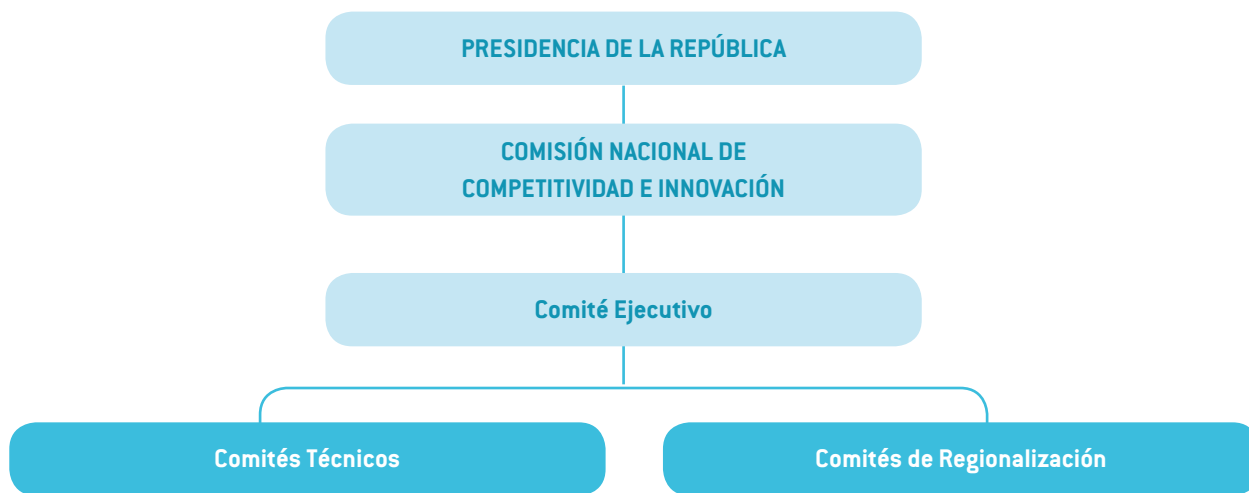 PRESIDENCIA DE LA REPÚBLICA
COMISIÓN NACIONAL DE
COMPETITIVIDAD E INNOVACIÓN
Comité Ejecutivo
Comités Técnicos
Comités de Regionalización